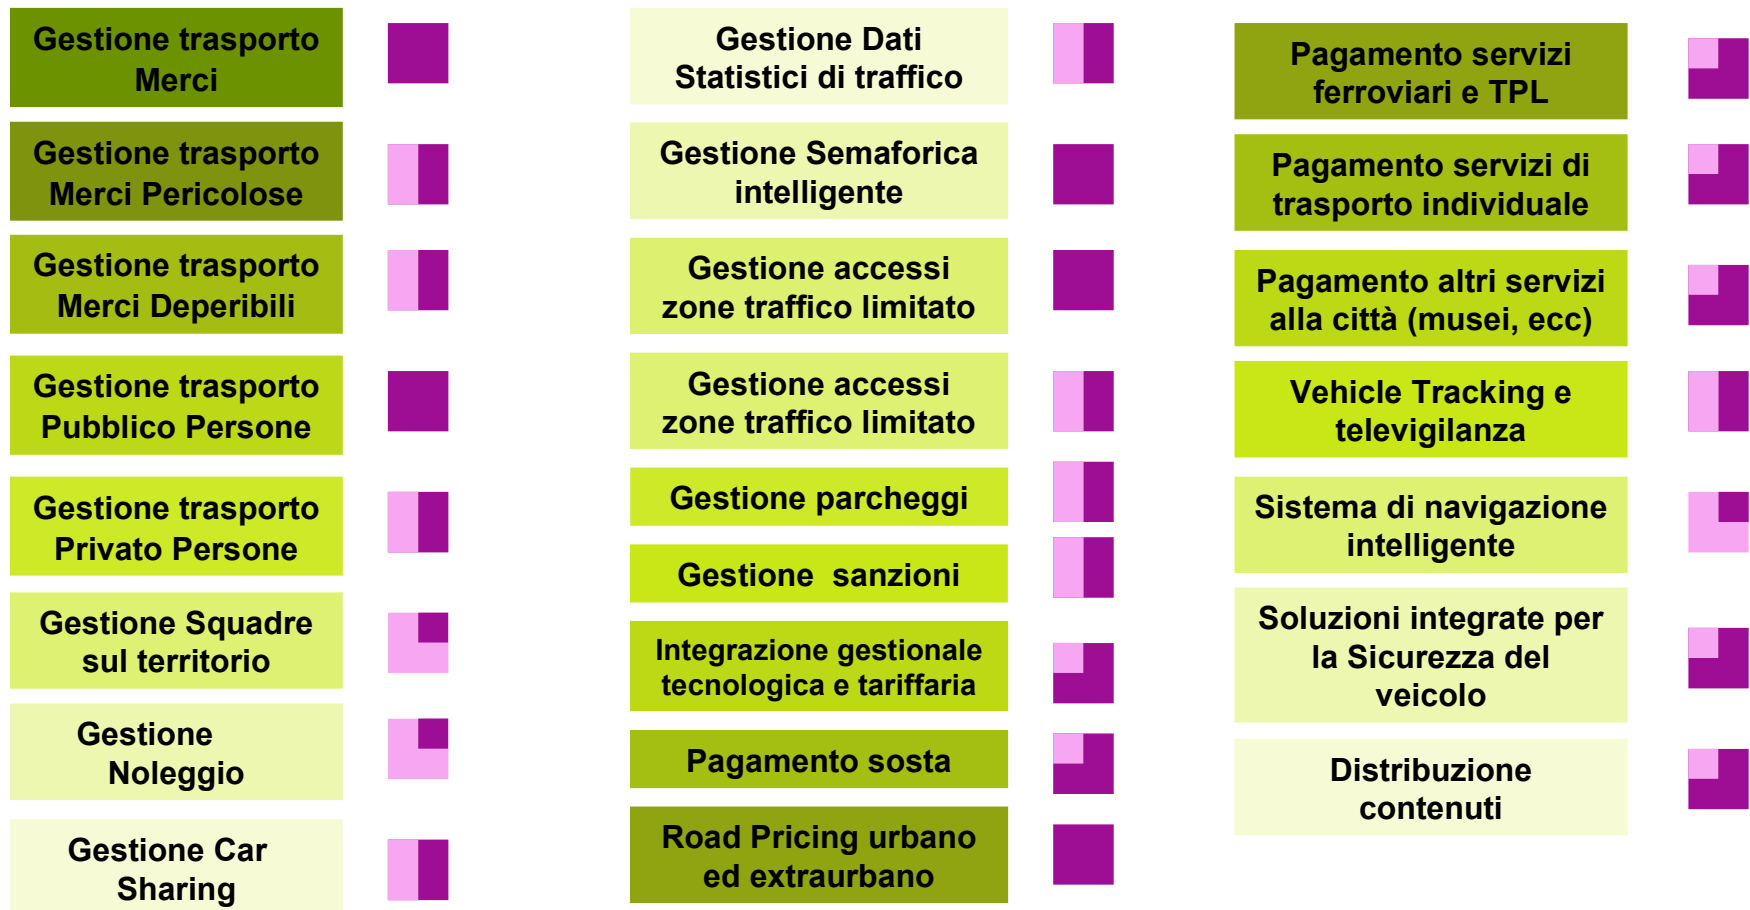 Gestione trasporto
Merci
Gestione trasporto
Merci Pericolose
Gestione trasporto
Merci Deperibili
Gestione trasporto
Pubblico Persone
Gestione trasporto
Privato Persone
Gestione Squadre
sul territorio
Gestione
Noleggio
Gestione Car
Sharing
Gestione Dati
Statistici di traffico
Gestione Semaforica
intelligente
Gestione accessi
zone traffico limitato
Gestione accessi
zone traffico limitato
Gestione parcheggi
Gestione sanzioni
Integrazione gestionale
tecnologica e tariffaria
Pagamento sosta
Road Pricing urbano
ed extraurbano
Pagamento servizi
ferroviari e TPL
Pagamento servizi di
trasporto individuale
Pagamento altri servizi
alla città (musei, ecc)
Vehicle Tracking e
televigilanza
Sistema di navigazione
intelligente
Soluzioni integrate per
la Sicurezza del
veicolo
Distribuzione
contenuti